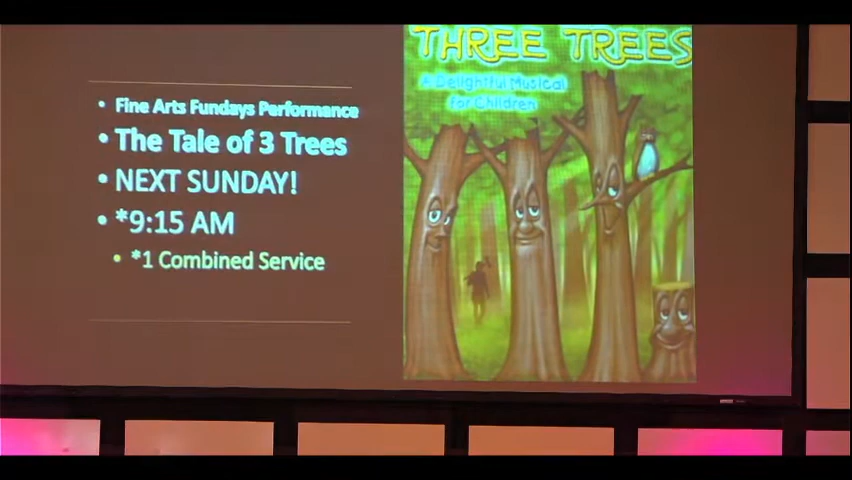 • Fine Arts Fundays Performance
• The Tale of 3 Trees
• NEXT SUNDAY!
• *9:15 AM
• *1 Combined Service
THREE TREES
A Delightful Musical
for Children